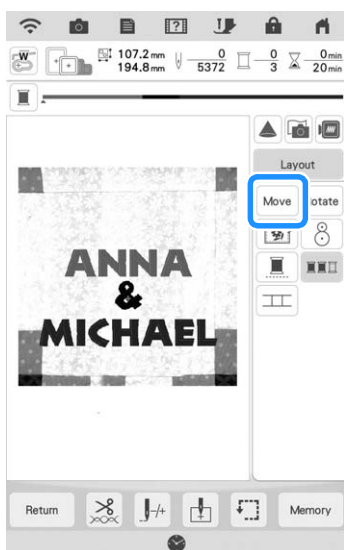 W
107.2 mm
194.8 mm
0
5372
0
3
0 min
20 min
Layout
Move otate
ANNA
&
MICHAEL
Return -/+ Memory